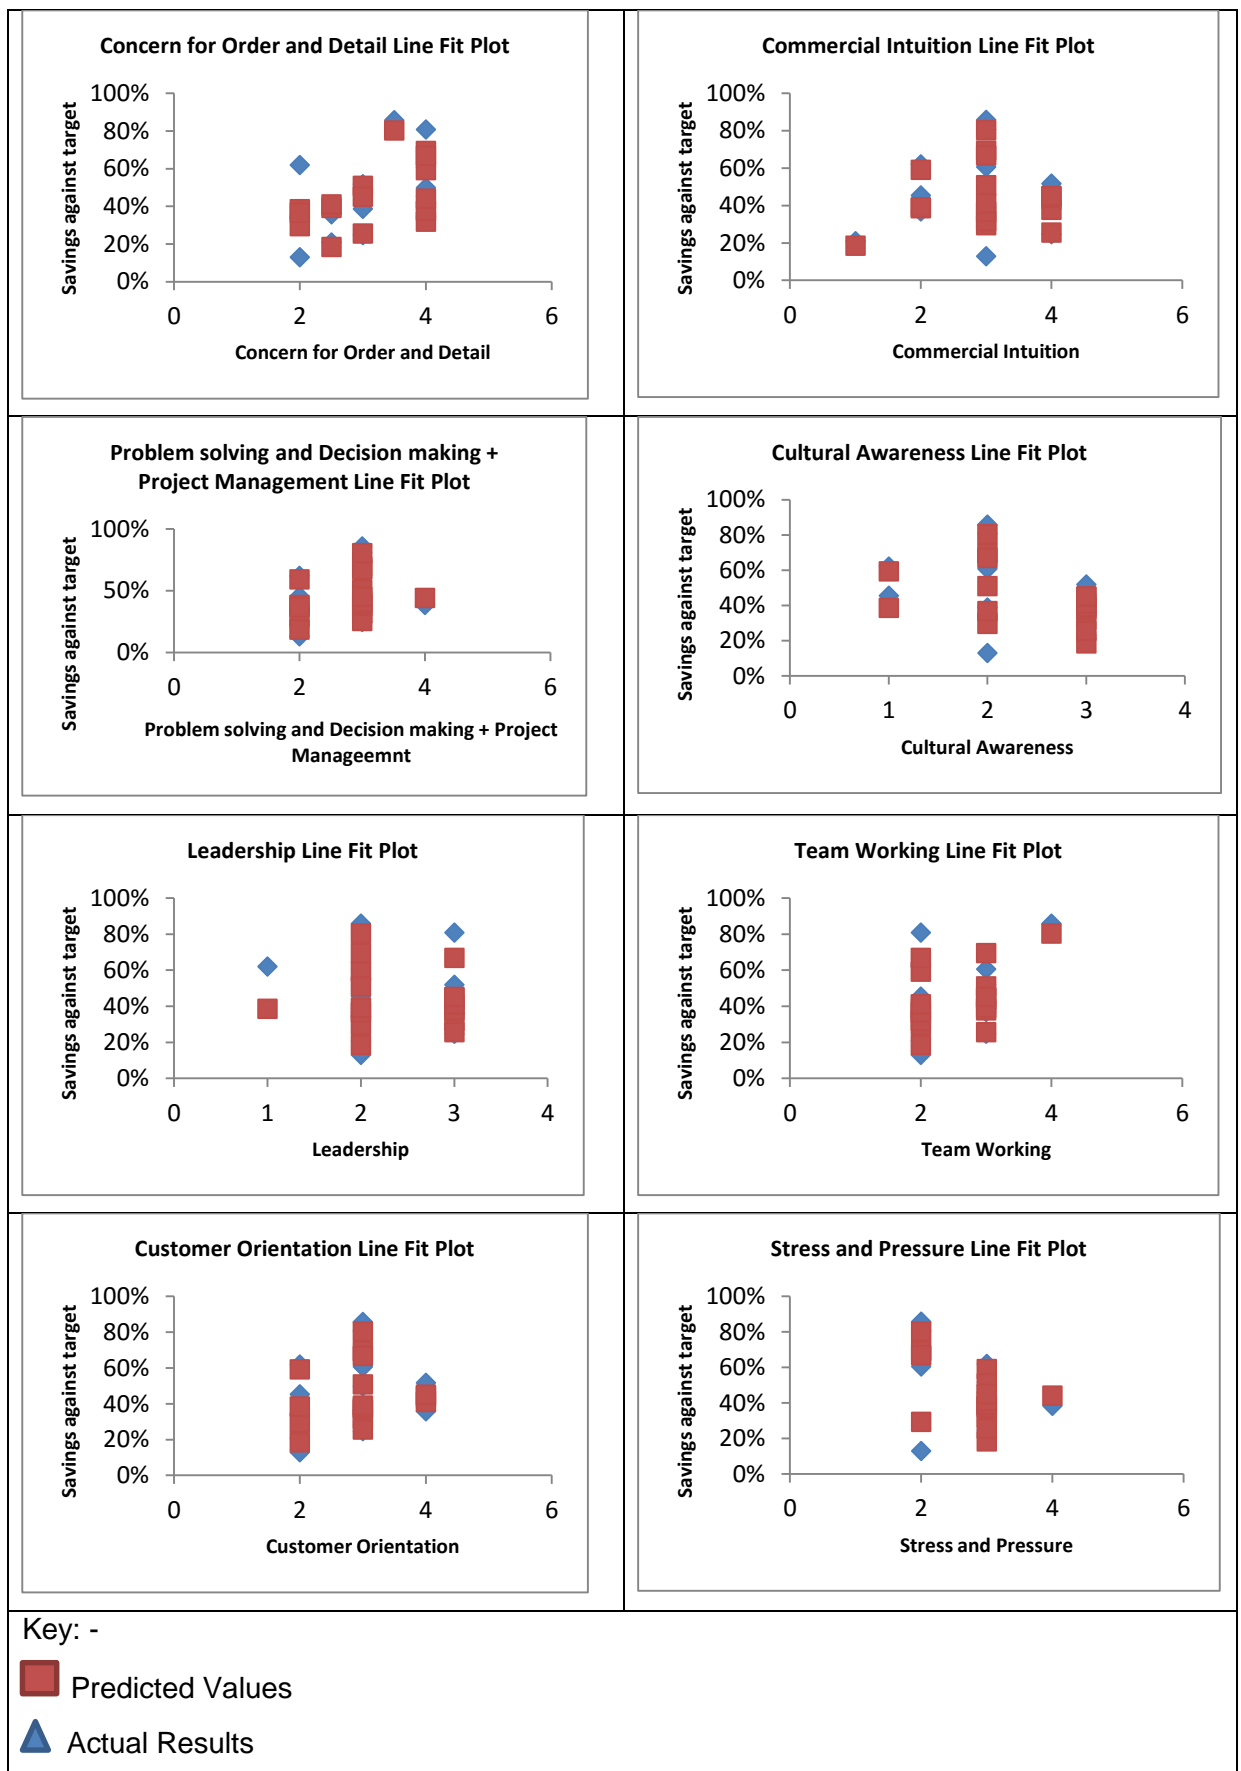 Concern for Order and Detail Line Fit Plot
Savings against target
100%
80%
60%
40%
20%
0%
0 2 4 6
Concern for Order and Detail
Commercial Intuition Line Fit Plot
Savings against target
100%
80%
60%
40%
20%
0%
0 2 4 6
Commercial Intuition
Problem solving and Decision making +
Project Management Line Fit Plot
Savings against target
100%
50%
0%
0 2 4 6
Problem solving and Decision making + Project
Manageemnt
Cultural Awareness Line Fit Plot
Savings against target
100%
80%
60%
40%
20%
0%
0 1 2 3 4
Cultural Awareness
Leadership Line Fit Plot
Savings against target
100%
80%
60%
40%
20%
0%
0 1 2 3 4
Leadership
Team Working Line Fit Plot
Savings against target
100%
80%
60%
40%
20%
0%
0 2 4 6
Team Working
Customer Orientation Line Fit Plot
Savings against target
100%
80%
60%
40%
20%
0%
0 2 4 6
Customer Orientation
Stress and Pressure Line Fit Plot
Savings against target
100%
80%
60%
40%
20%
0%
0 2 4 6
Stress and Pressure
Key: -
Predicted Values
Actual Results